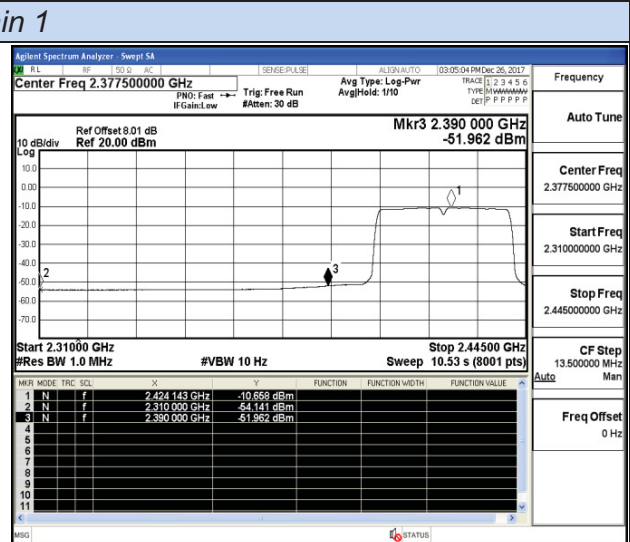 in 1
Agilent Spectrum Analyzer - Swept SA
RL RF 50 Ω AC SENSE:PULSE ALIGN AUTO 03:05:04 PM Dec 26, 2017
Center Freq 2.377500000 GHz
PNO: Fast
IFGain:Low
Trig: Free Run
#Atten: 30 dB
Avg Type: Log-Pwr
Avg|Hold: 1/10
TRACE 1 2 3 4 5 6
TYPE M W W W W W
DET P P P P P P
Ref Offset 8.01 dB
Ref 20.00 dBm
10 dB/div
Log
Mkr3 2.390 000 GHz
-51.962 dBm
10.0
0.00
-10.0
-20.0
-30.0
-40.0
-50.0
-60.0
-70.0
1
2
3
Start 2.31000 GHz
Stop 2.44500 GHz
#Res BW 1.0 MHz
#VBW 10 Hz
Sweep 10.53 s (8001 pts)
MKR MODE TRC SCL X Y FUNCTION FUNCTION WIDTH FUNCTION VALUE
1 N f 2.424 143 GHz -10.658 dBm
2 N f 2.310 000 GHz -54.141 dBm
3 N f 2.390 000 GHz -51.962 dBm
4
5
6
7
8
9
10
11
MSG
STATUS
Frequency
Auto Tune
Center Freq
2.377500000 GHz
Start Freq
2.310000000 GHz
Stop Freq
2.445000000 GHz
CF Step
13.500000 MHz
Auto Man
Freq Offset
0 Hz